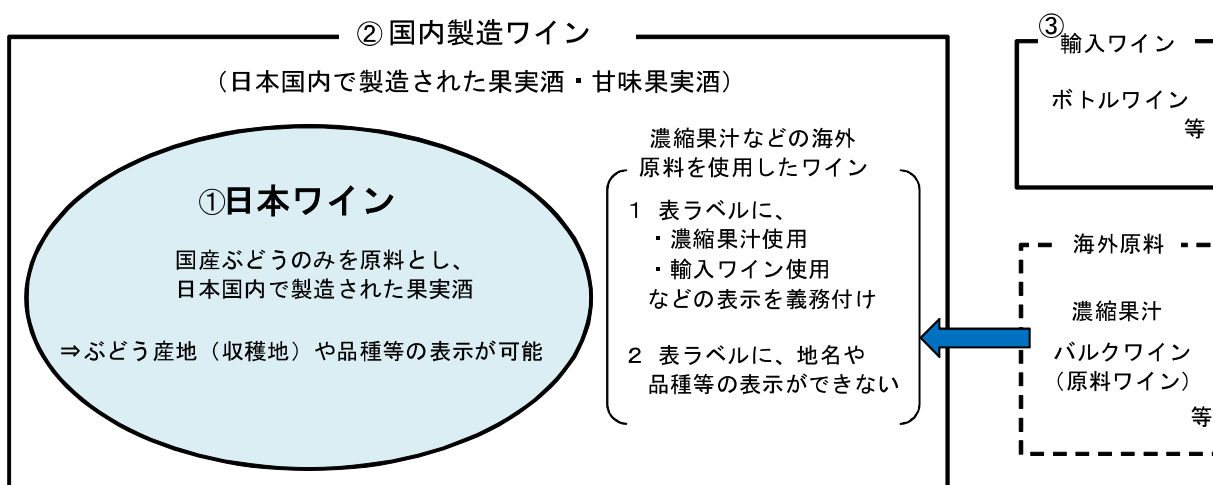 ②国内製造ワイン
（日本国内で製造された果実酒・甘味果実酒）
①日本ワイン
国産ぶどうのみを原料とし、
日本国内で製造された果実酒
⇒ぶどう産地（収穫地）や品種等の表示が可能
濃縮果汁などの海外
原料を使用したワイン
１ 表ラベルに、
・濃縮果汁使用
・輸入ワイン使用
などの表示を義務付け
２ 表ラベルに、地名や
品種等の表示ができない
③
輸入ワイン
ボトルワイン
等
海外原料
濃縮果汁
バルクワイン
（原料ワイン）
等